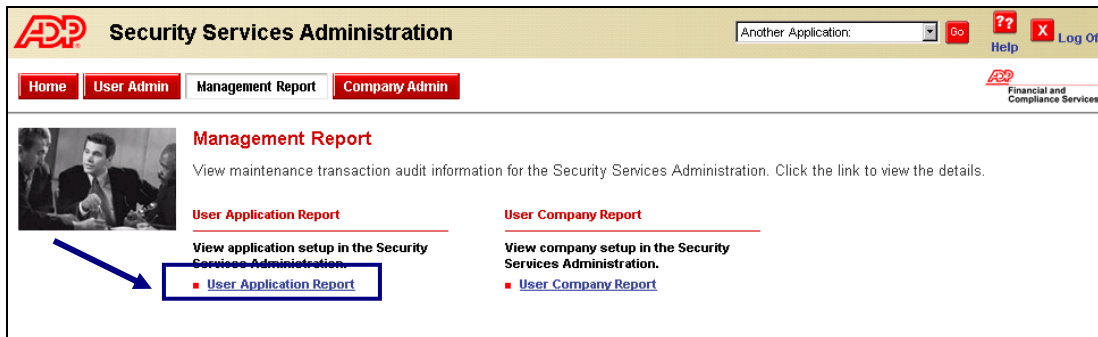 ADP Security Services Administration
Another Application: Go
?? Help
X Log Of
Home User Admin Management Report Company Admin
ADP
Financial and
Compliance Services
Management Report
View maintenance transaction audit information for the Security Services Administration. Click the link to view the details.
User Application Report
View application setup in the Security
Services Administration.
User Application Report
User Company Report
View company setup in the Security
Services Administration.
User Company Report